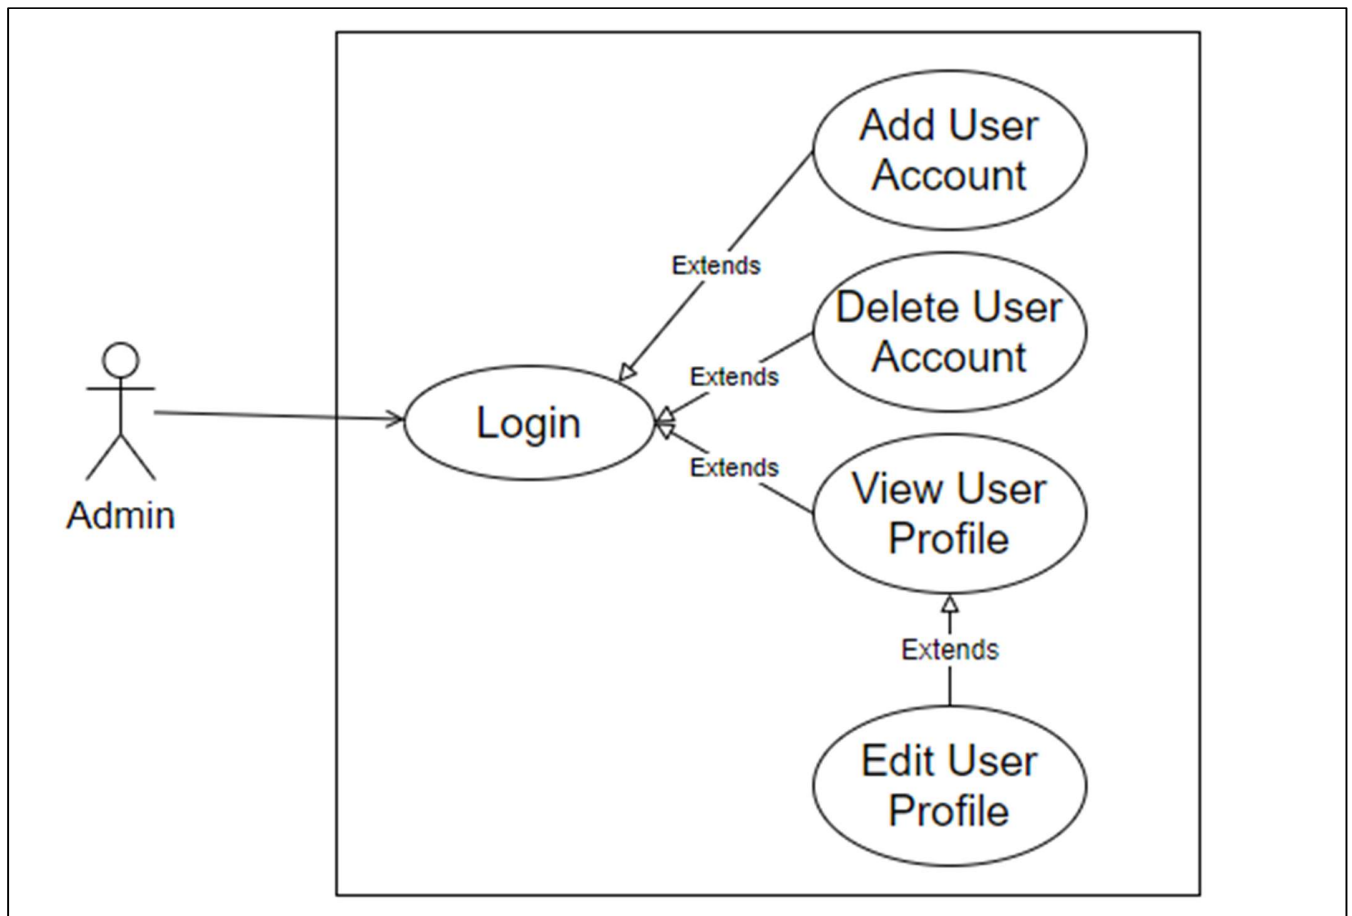 Add User
Account
Extends
Delete User
Account
Extends
Login
Extends
View User
Profile
Admin
Extends
Edit User
Profile